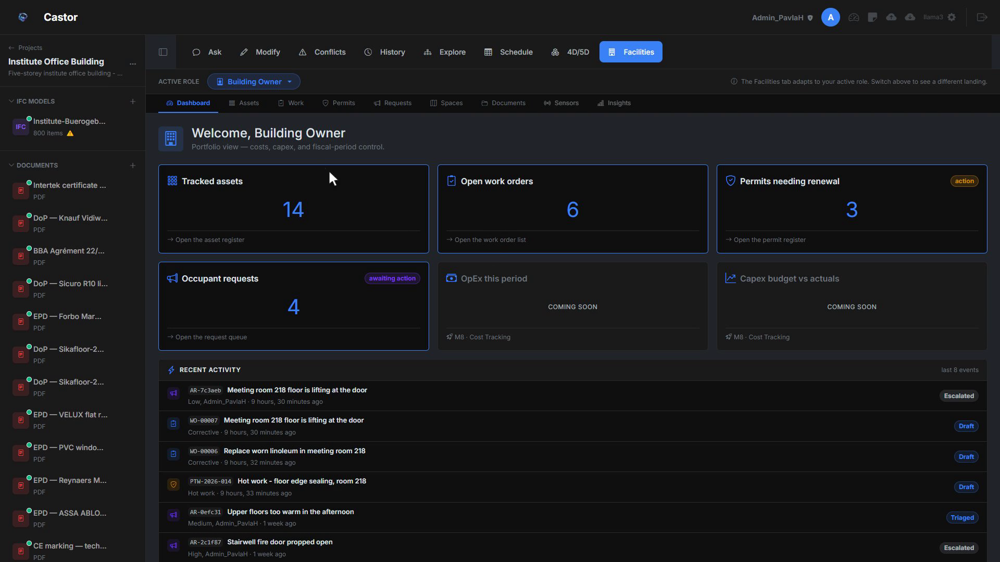 Castor
Admin_PavlaH
A
llama3
Projects
Institute Office Building
Five-storey institute office building - ...
IFC MODELS
IFC
Institute-Buerogeb...
800 items
DOCUMENTS
Intertek certificate ...
PDF
DoP — Knauf Vidiw...
PDF
BBA Agrément 22/...
PDF
DoP — Sicuro R10 li...
PDF
EPD — Forbo Mar...
PDF
DoP — Sikafloor-2...
PDF
DoP — Sikafloor-2...
PDF
EPD — VELUX flat r...
PDF
EPD — PVC windo...
PDF
EPD — Reynaers M...
PDF
EPD — ASSA ABLO...
PDF
CE marking — tech...
PDF
Ask
Modify
Conflicts
History
Explore
Schedule
4D/5D
Facilities
ACTIVE ROLE
Building Owner
The Facilities tab adapts to your active role. Switch above to see a different landing.
Dashboard
Assets
Work
Permits
Requests
Spaces
Documents
Sensors
Insights
Welcome, Building Owner
Portfolio view — costs, capex, and fiscal-period control.
Tracked assets
14
→ Open the asset register
Open work orders
6
→ Open the work order list
Permits needing renewal
action
3
→ Open the permit register
Occupant requests
awaiting action
4
→ Open the request queue
OpEx this period
COMING SOON
M8 · Cost Tracking
Capex budget vs actuals
COMING SOON
M8 · Cost Tracking
RECENT ACTIVITY
last 8 events
AR-7c3aeb Meeting room 218 floor is lifting at the door
Low, Admin_PavlaH · 9 hours, 30 minutes ago
Escalated
WO-00007 Meeting room 218 floor is lifting at the door
Corrective · 9 hours, 30 minutes ago
Draft
WO-00006 Replace worn linoleum in meeting room 218
Corrective · 9 hours, 32 minutes ago
Draft
PTW-2026-014 Hot work - floor edge sealing, room 218
Hot work · 9 hours, 33 minutes ago
Draft
AR-0efc31 Upper floors too warm in the afternoon
Medium, Admin_PavlaH · 1 week ago
Triaged
AR-2c1f87 Stairwell fire door propped open
High, Admin_PavlaH · 1 week ago
Escalated